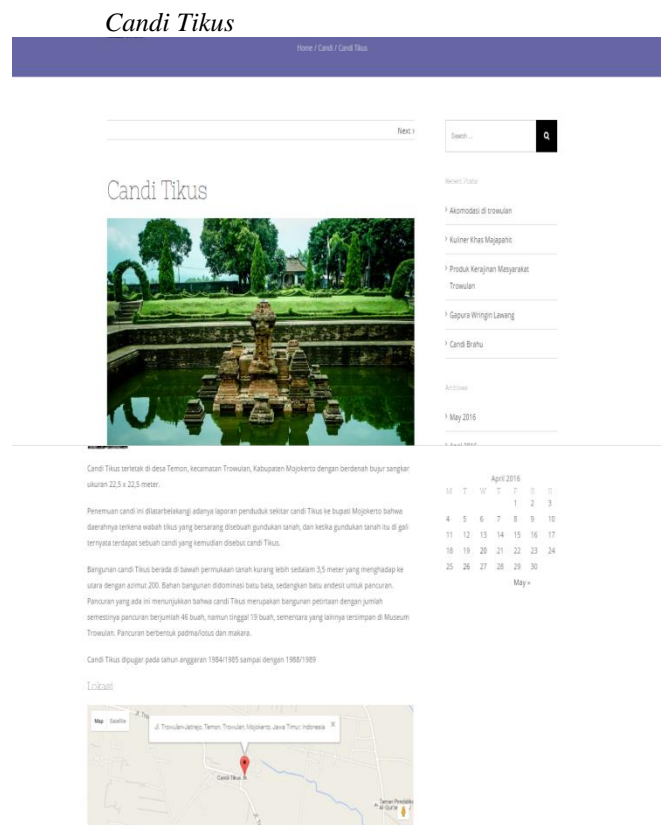 Candi Tikus
Home / Candi / Candi Tikus
Next ›
Candi Tikus
Candi Tikus terletak di desa Temon, kecamatan Trowulan, Kabupaten Mojokerto dengan berdenah bujur sangkar
ukuran 22,5 x 22,5 meter.
Penemuan candi ini dilatarbelakangi adanya laporan penduduk sekitar candi Tikus ke bupati Mojokerto bahwa
daerahnya terkena wabah tikus yang bersarang disebuah gundukan tanah, dan ketika gundukan tanah itu di gali
ternyata terdapat sebuah candi yang kemudian disebut candi Tikus.
Bangunan candi Tikus berada di bawah permukaan tanah kurang lebih sedalam 3,5 meter yang menghadap ke
utara dengan azimut 200. Bahan bangunan didominasi batu bata, sedangkan batu andesit untuk pancuran.
Pancuran yang ada ini menunjukkan bahwa candi Tikus merupakan bangunan petirtaan dengan jumlah
semestinya pancuran berjumlah 46 buah, namun tinggal 19 buah, sementara yang lainnya tersimpan di Museum
Trowulan. Pancuran berbentuk padma/lotus dan makara.
Candi Tikus dipugar pada tahun anggaran 1984/1985 sampai dengan 1988/1989
Lokasi
Map Satellite
Jl. Trowulan-Jatirejo, Temon, Trowulan, Mojokerto, Jawa Timur, Indonesia
Candi Tikus
Search ...
Recent Posts
› Akomodasi di trowulan
› Kuliner Khas Majapahit
› Produk Kerajinan Masyarakat
Trowulan
› Gapura Wringin Lawang
› Candi Brahu
Archives
› May 2016
April 2016
M T W T F S S
1 2 3
4 5 6 7 8 9 10
11 12 13 14 15 16 17
18 19 20 21 22 23 24
25 26 27 28 29 30
May »